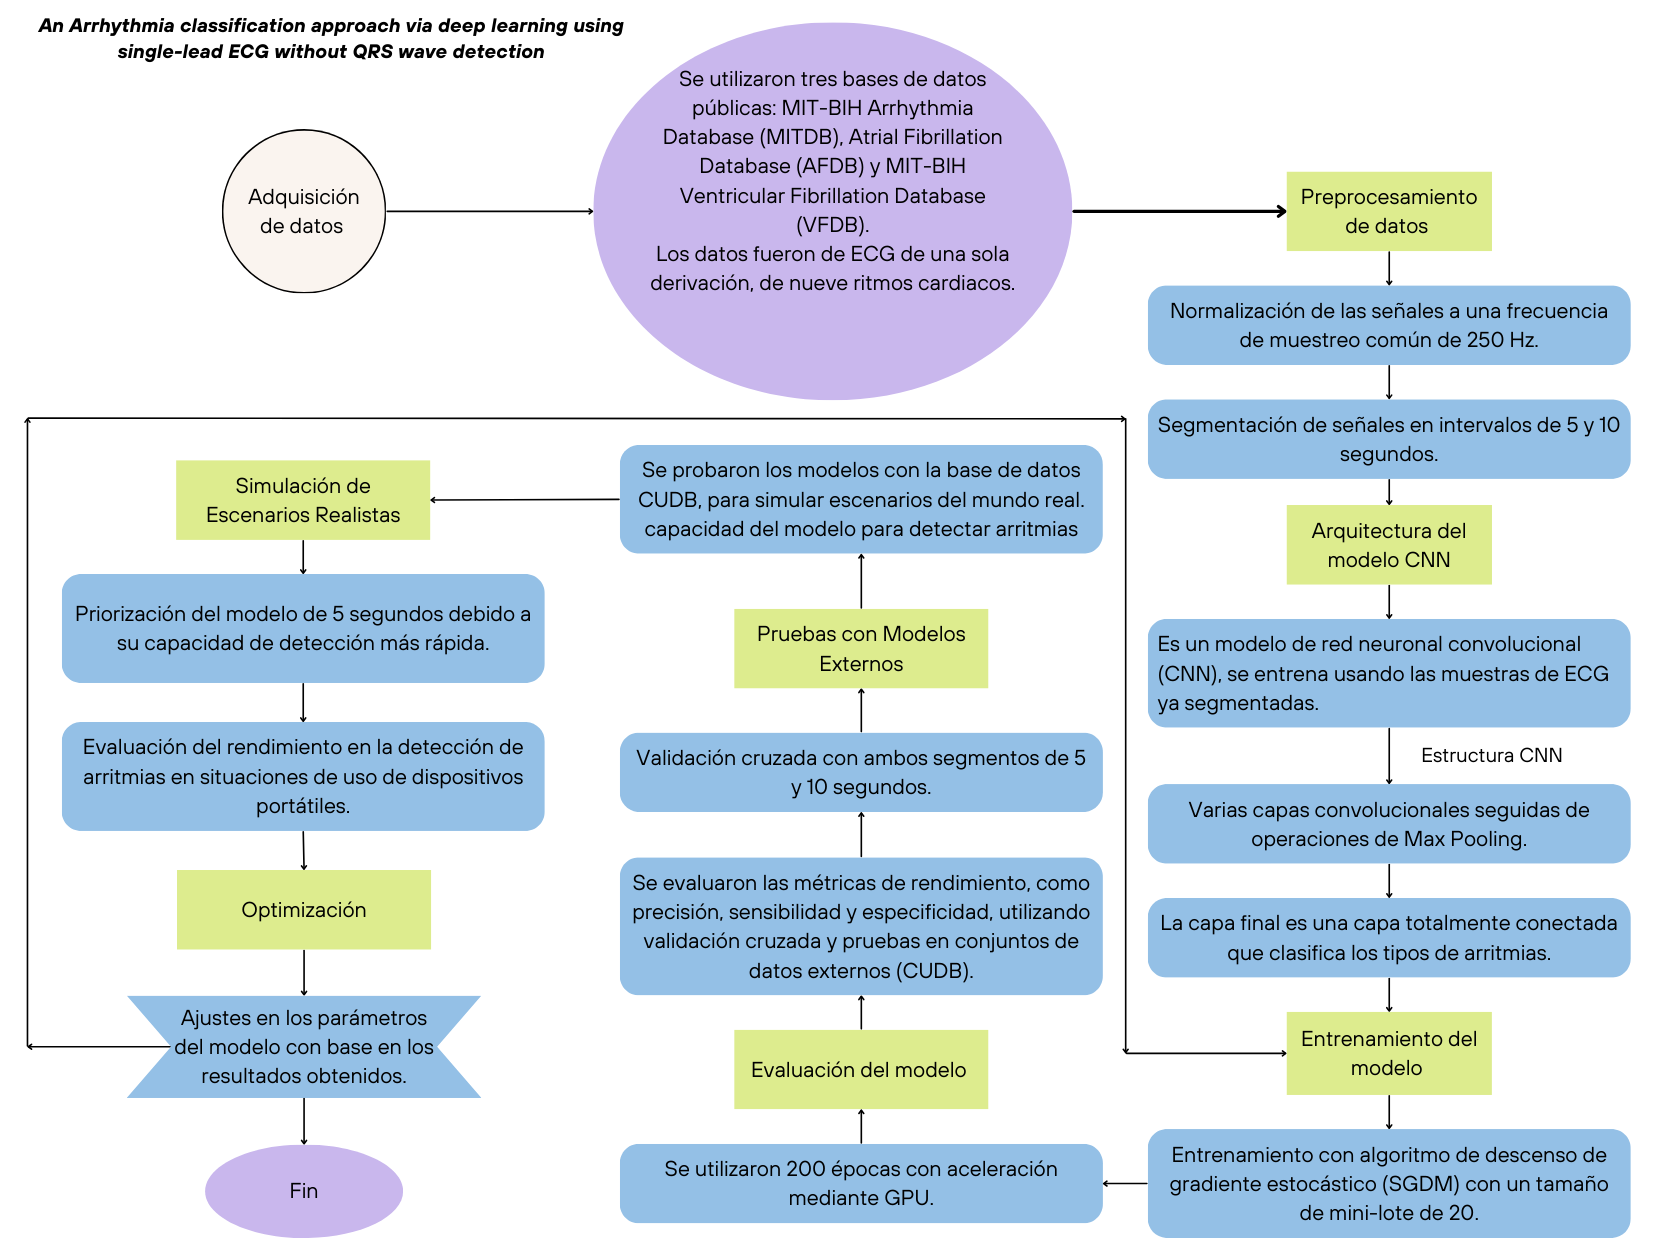 An Arrhythmia classification approach via deep learning using
single-lead ECG without QRS wave detection
Adquisición
de datos
Se utilizaron tres bases de datos
públicas: MIT-BIH Arrhythmia
Database (MITDB), Atrial Fibrillation
Database (AFDB) y MIT-BIH
Ventricular Fibrillation Database
(VFDB).
Los datos fueron de ECG de una sola
derivación, de nueve ritmos cardiacos.
Preprocesamiento
de datos
Normalización de las señales a una frecuencia
de muestreo común de 250 Hz.
Segmentación de señales en intervalos de 5 y 10
segundos.
Arquitectura del
modelo CNN
Es un modelo de red neuronal convolucional
(CNN), se entrena usando las muestras de ECG
ya segmentadas.
Estructura CNN
Varias capas convolucionales seguidas de
operaciones de Max Pooling.
La capa final es una capa totalmente conectada
que clasifica los tipos de arritmias.
Entrenamiento del
modelo
Entrenamiento con algoritmo de descenso de
gradiente estocástico (SGDM) con un tamaño
de mini-lote de 20.
Se utilizaron 200 épocas con aceleración
mediante GPU.
Evaluación del modelo
Se evaluaron las métricas de rendimiento, como
precisión, sensibilidad y especificidad, utilizando
validación cruzada y pruebas en conjuntos de
datos externos (CUDB).
Validación cruzada con ambos segmentos de 5
y 10 segundos.
Pruebas con Modelos
Externos
Se probaron los modelos con la base de datos
CUDB, para simular escenarios del mundo real.
capacidad del modelo para detectar arritmias
Simulación de
Escenarios Realistas
Priorización del modelo de 5 segundos debido a
su capacidad de detección más rápida.
Evaluación del rendimiento en la detección de
arritmias en situaciones de uso de dispositivos
portátiles.
Optimización
Ajustes en los parámetros
del modelo con base en los
resultados obtenidos.
Fin